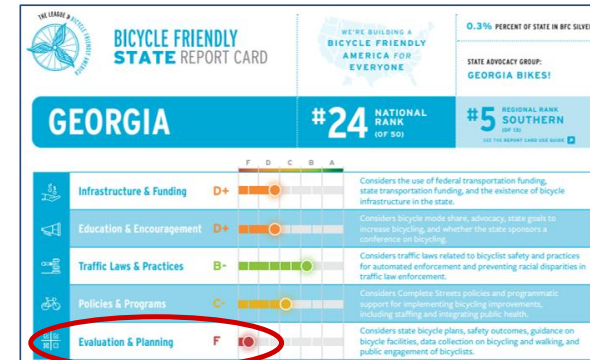 THE LEAGUE OF BICYCLE FRIENDLY AMERICA
BICYCLE FRIENDLY
STATE REPORT CARD
WE'RE BUILDING A
BICYCLE FRIENDLY
AMERICA FOR
EVERYONE
0.3% PERCENT OF STATE IN BFC SILVER
STATE ADVOCACY GROUP:
GEORGIA BIKES!
GEORGIA
#24 NATIONAL
RANK
(OF 50)
#5 REGIONAL RANK
SOUTHERN
(OF 13)
SEE THE REPORT CARD USE GUIDE
F D C B A
Infrastructure & Funding D+
Considers the use of federal transportation funding,
state transportation funding, and the existence of bicycle
infrastructure in the state.
Education & Encouragement D+
Considers bicycle mode share, advocacy, state goals to
increase bicycling, and whether the state sponsors a
conference on bicycling.
Traffic Laws & Practices B-
Considers traffic laws related to bicyclist safety and practices
for automated enforcement and preventing racial disparities in
traffic law enforcement.
Policies & Programs C-
Considers Complete Streets policies and programmatic
support for implementing bicycling improvements,
including staffing and integrating public health.
Evaluation & Planning F
Considers state bicycle plans, safety outcomes, guidance on
bicycle facilities, data collection on bicycling and walking, and
public engagement of bicyclists.